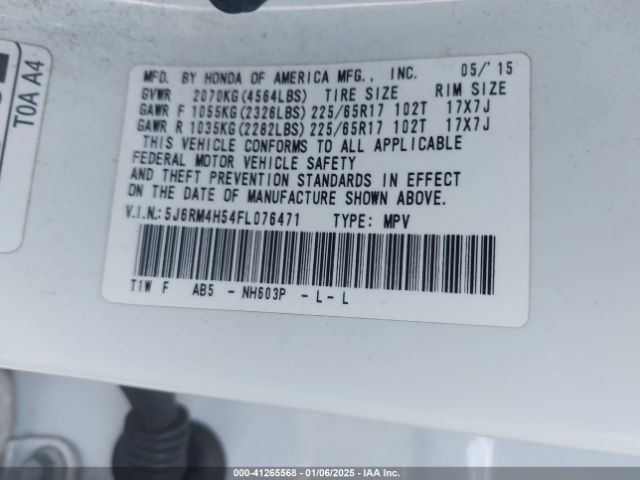 T0A A4
MFD. BY HONDA OF AMERICA MFG., INC. 05/'15
GVWR 2070KG(4564LBS) TIRE SIZE RIM SIZE
GAWR F 1055KG(2326LBS) 225/65R17 102T 17X7J
GAWR R 1035KG(2282LBS) 225/65R17 102T 17X7J
THIS VEHICLE CONFORMS TO ALL APPLICABLE
FEDERAL MOTOR VEHICLE SAFETY
AND THEFT PREVENTION STANDARDS IN EFFECT
ON THE DATE OF MANUFACTURE SHOWN ABOVE.
V.I.N.:5J6RM4H54FL076471 TYPE: MPV
T1W F AB5 - NH603P - L - L
000-41265568 - 01/06/2025 - IAA Inc.